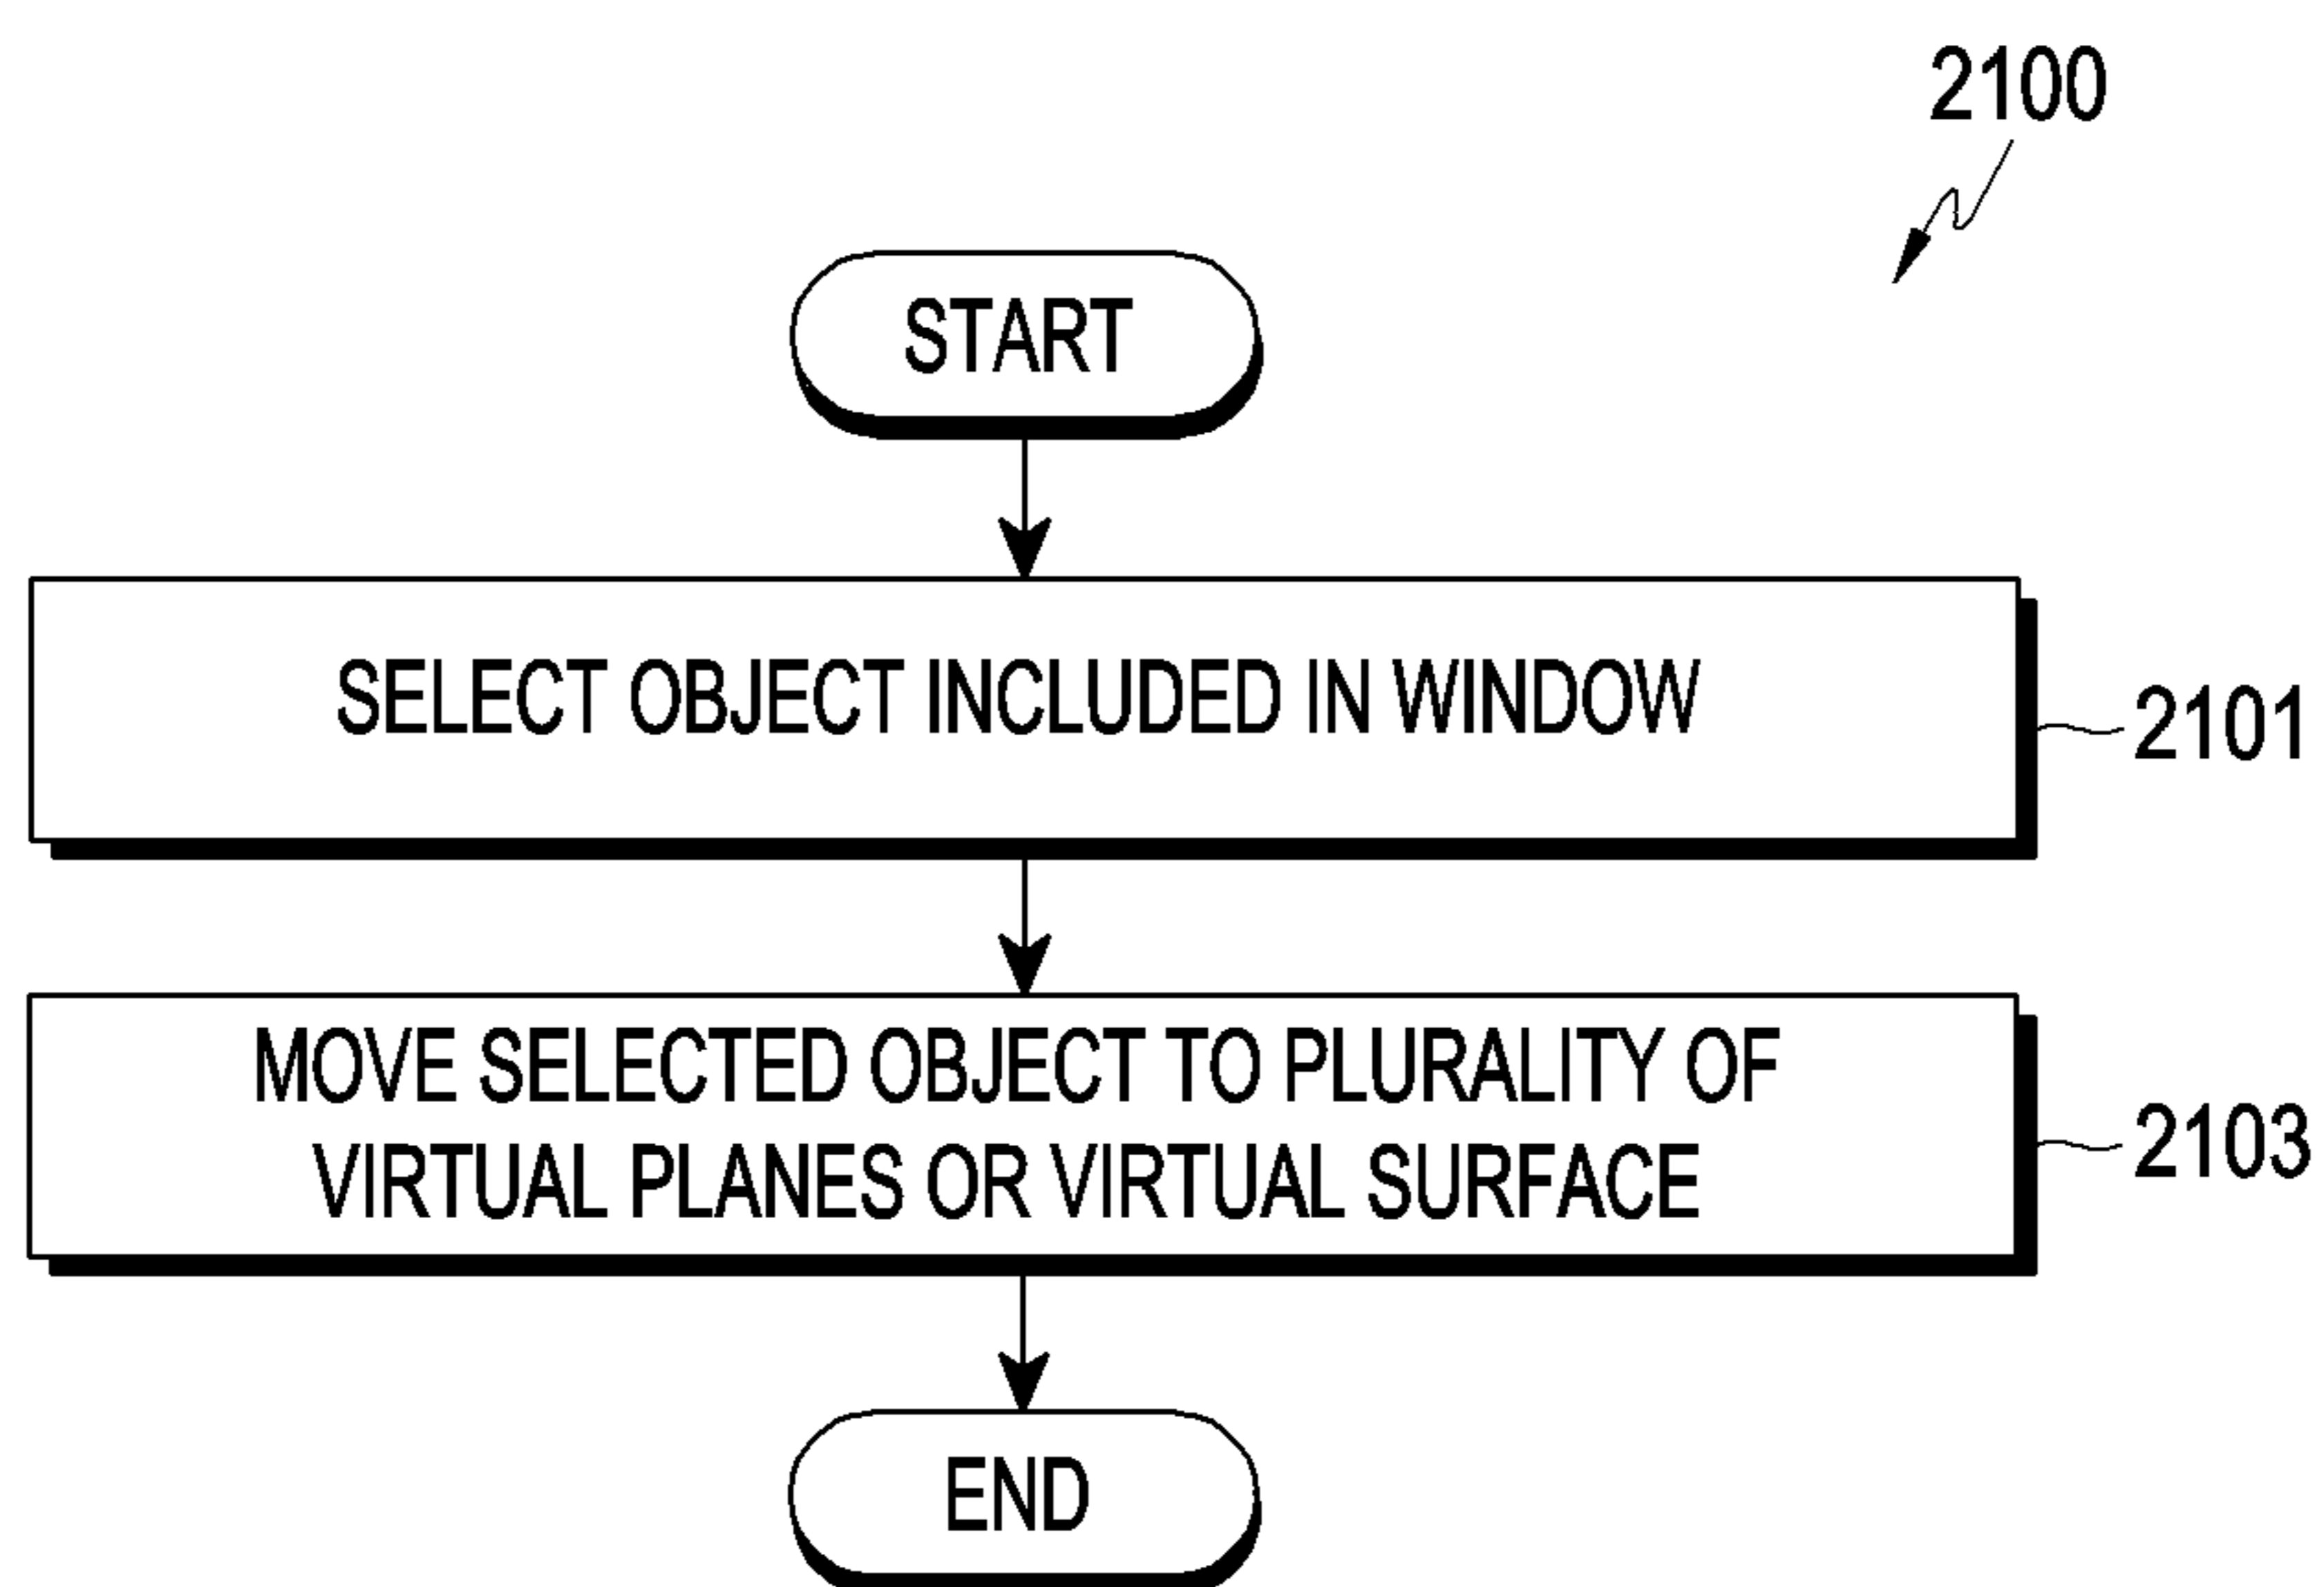 2100
START
SELECT OBJECT INCLUDED IN WINDOW
2101
MOVE SELECTED OBJECT TO PLURALITY OF
VIRTUAL PLANES OR VIRTUAL SURFACE
2103
END